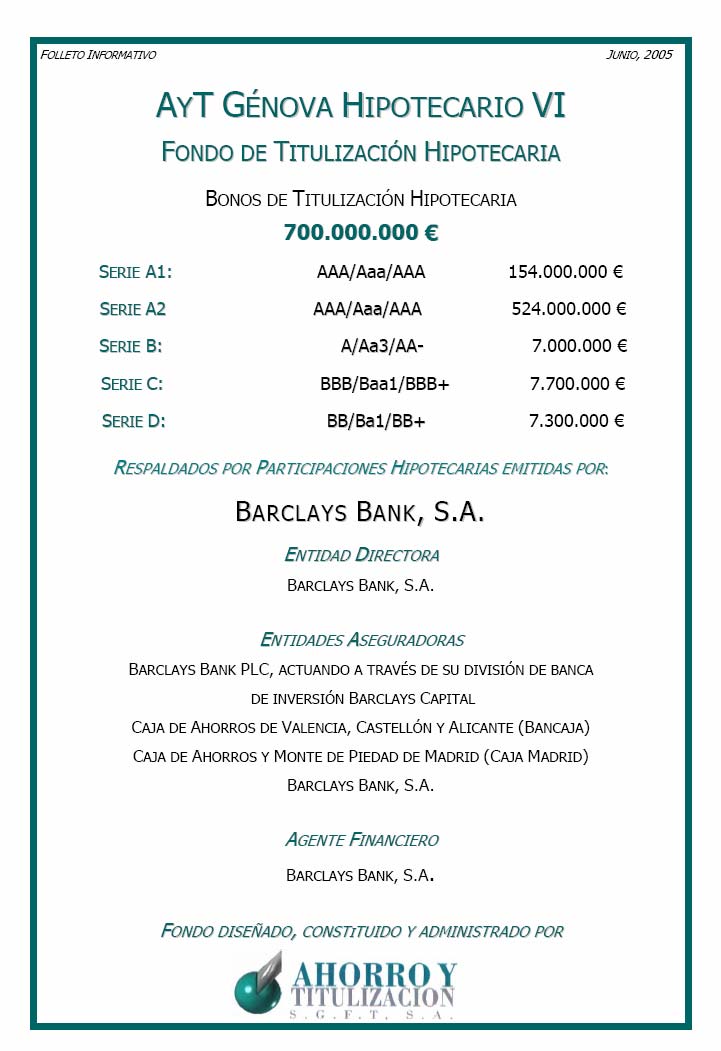 FOLLETO INFORMATIVO JUNIO, 2005
AYT GÉNOVA HIPOTECARIO VI
FONDO DE TITULIZACIÓN HIPOTECARIA
BONOS DE TITULIZACIÓN HIPOTECARIA
700.000.000 €
SERIE A1: AAA/Aaa/AAA 154.000.000 €
SERIE A2 AAA/Aaa/AAA 524.000.000 €
SERIE B: A/Aa3/AA- 7.000.000 €
SERIE C: BBB/Baa1/BBB+ 7.700.000 €
SERIE D: BB/Ba1/BB+ 7.300.000 €
RESPALDADOS POR PARTICIPACIONES HIPOTECARIAS EMITIDAS POR:
BARCLAYS BANK, S.A.
ENTIDAD DIRECTORA
BARCLAYS BANK, S.A.
ENTIDADES ASEGURADORAS
BARCLAYS BANK PLC, ACTUANDO A TRAVÉS DE SU DIVISIÓN DE BANCA
DE INVERSIÓN BARCLAYS CAPITAL
CAJA DE AHORROS DE VALENCIA, CASTELLÓN Y ALICANTE (BANCAJA)
CAJA DE AHORROS Y MONTE DE PIEDAD DE MADRID (CAJA MADRID)
BARCLAYS BANK, S.A.
AGENTE FINANCIERO
BARCLAYS BANK, S.A.
FONDO DISEÑADO, CONSTITUIDO Y ADMINISTRADO POR
AHORRO Y
TITULIZACION
S.G.F.T., S.A.